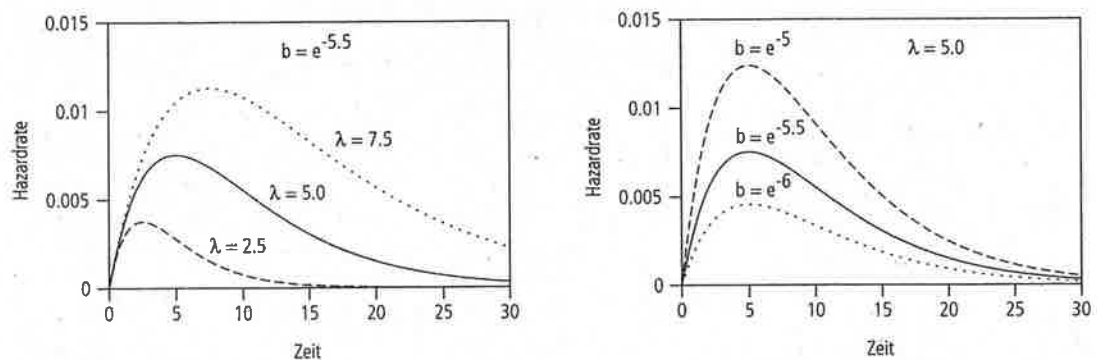 0.015
b = e^-5.5
0.01
λ = 7.5
Hazardrate
0.005
λ = 5.0
λ = 2.5
0
0 5 10 15 20 25 30
Zeit
0.015
b = e^-5
λ = 5.0
0.01
Hazardrate
b = e^-5.5
0.005
b = e^-6
0
0 5 10 15 20 25 30
Zeit